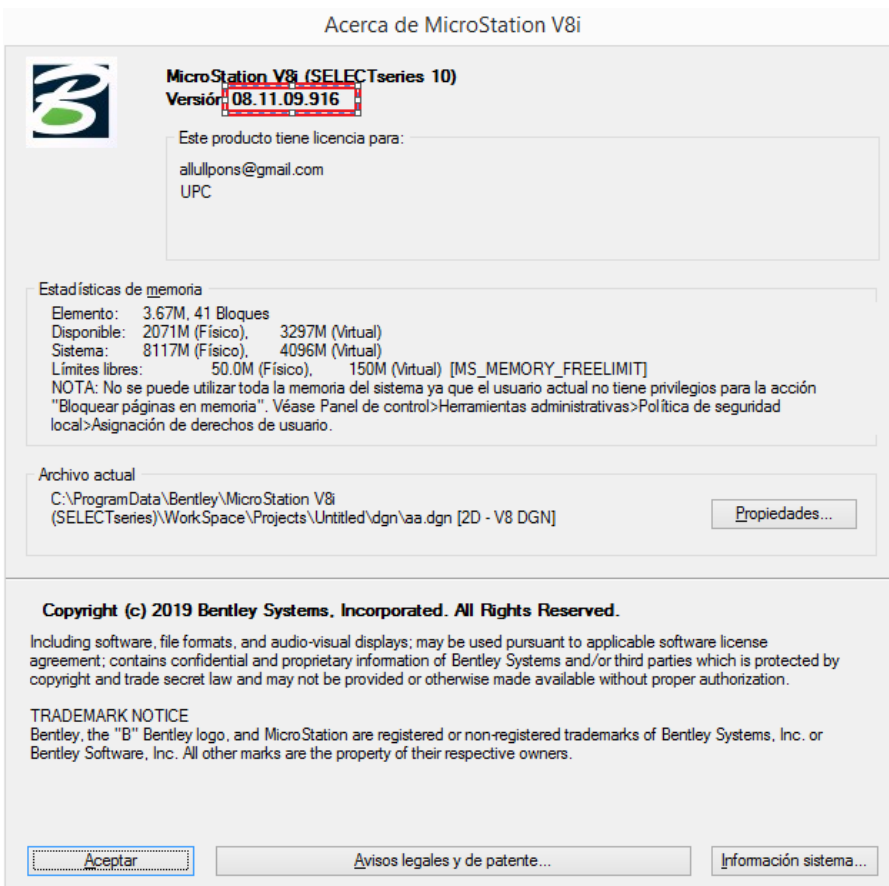 Acerca de MicroStation V8i
MicroStation V8i (SELECTseries 10)
Versión 08.11.09.916
Este producto tiene licencia para:
allullpons@gmail.com
UPC
Estadísticas de memoria
Elemento: 3.67M, 41 Bloques
Disponible: 2071M (Físico), 3297M (Virtual)
Sistema: 8117M (Físico), 4096M (Virtual)
Límites libres: 50.0M (Físico), 150M (Virtual) [MS_MEMORY_FREELIMIT]
NOTA: No se puede utilizar toda la memoria del sistema ya que el usuario actual no tiene privilegios para la acción
"Bloquear páginas en memoria". Véase Panel de control>Herramientas administrativas>Política de seguridad
local>Asignación de derechos de usuario.
Archivo actual
C:\ProgramData\Bentley\MicroStation V8i
(SELECTseries)\WorkSpace\Projects\Untitled\dgn\aa.dgn [2D - V8 DGN]
Propiedades...
Copyright (c) 2019 Bentley Systems, Incorporated. All Rights Reserved.
Including software, file formats, and audio-visual displays; may be used pursuant to applicable software license
agreement; contains confidential and proprietary information of Bentley Systems and/or third parties which is protected by
copyright and trade secret law and may not be provided or otherwise made available without proper authorization.
TRADEMARK NOTICE
Bentley, the "B" Bentley logo, and MicroStation are registered or non-registered trademarks of Bentley Systems, Inc. or
Bentley Software, Inc. All other marks are the property of their respective owners.
Aceptar
Avisos legales y de patente...
Información sistema...